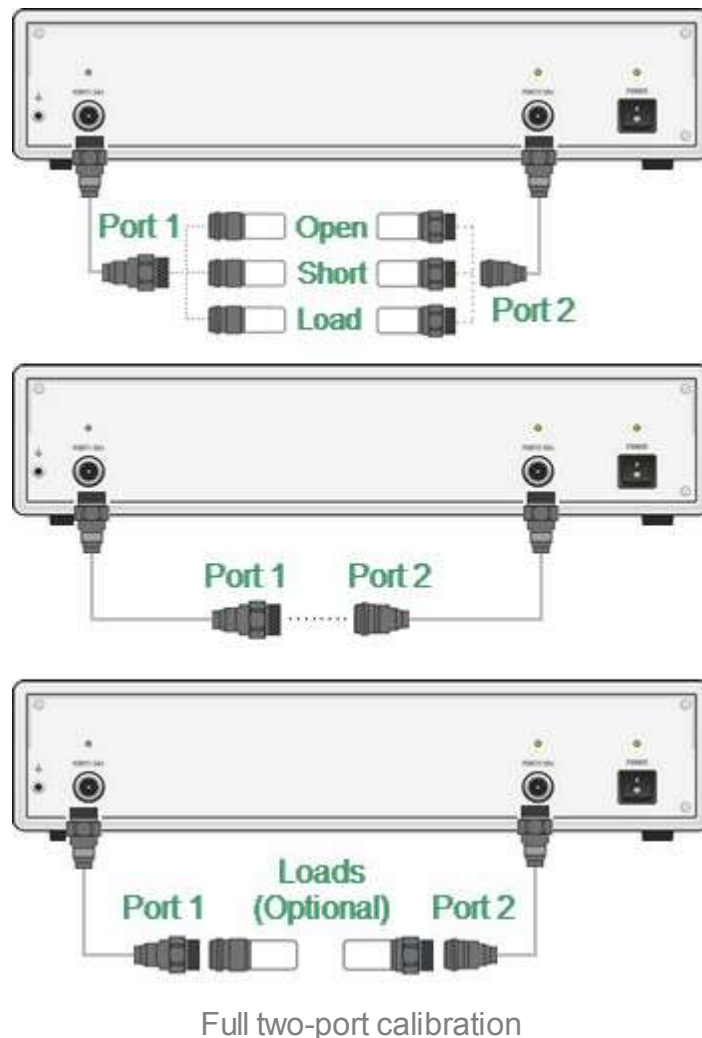 Port 1
Open
Short
Load
Port 2
Port 1 Port 2
Loads
(Optional)
Port 1 Port 2
Full two-port calibration